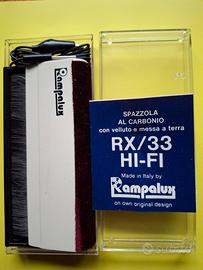 Rampalux
SPAZZOLA
AL CARBONIO
con velluto e messa a terra
RX/33
HI-FI
Made in Italy by
Rampalux
on own original design
subito